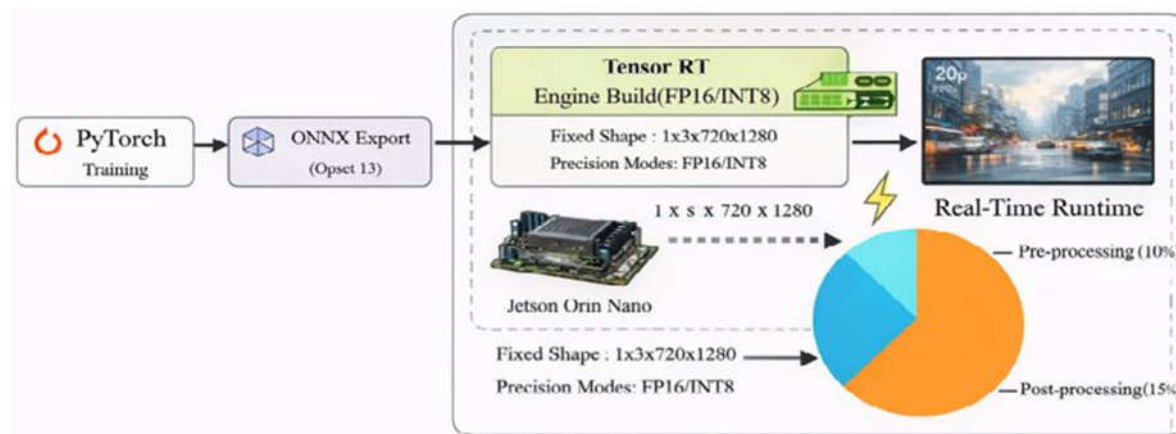 PyTorch
Training
ONNX Export
(Opset 13)
Tensor RT
Engine Build(FP16/INT8)
Fixed Shape : 1x3x720x1280
Precision Modes: FP16/INT8
20p
Real-Time Runtime
1 x s x 720 x 1280
Jetson Orin Nano
Pre-processing (10%
Fixed Shape : 1x3x720x1280
Precision Modes: FP16/INT8
Post-processing(15%